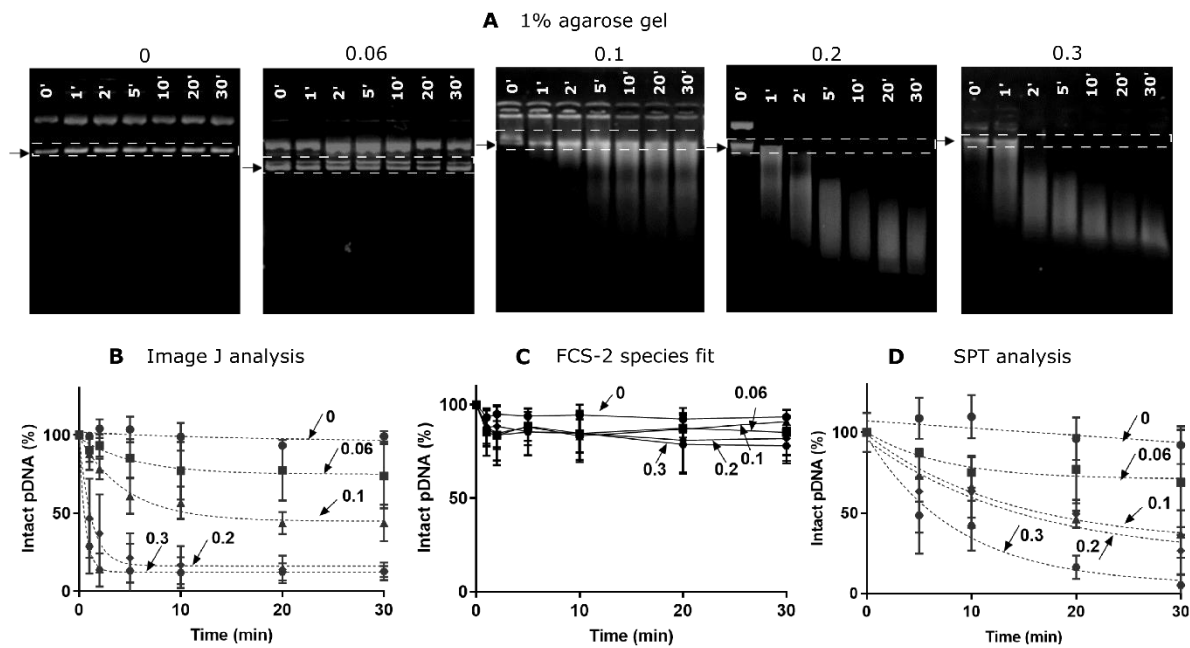 A 1% agarose gel
0 0.06 0.1 0.2 0.3
0' 1' 2' 5' 10' 20' 30'
0' 1' 2' 5' 10' 20' 30'
0' 1' 2' 5' 10' 20' 30'
0' 1' 2' 5' 10' 20' 30'
0' 1' 2' 5' 10' 20' 30'
B Image J analysis
Intact pDNA (%)
100
50
0
0
0.06
0.1
0.3
0.2
0 10 20 30
Time (min)
C FCS-2 species fit
Intact pDNA (%)
100
50
0
0
0.06
0.3
0.2
0.1
0 10 20 30
Time (min)
D SPT analysis
Intact pDNA (%)
100
50
0
0
0.06
0.1
0.3
0.2
0 10 20 30
Time (min)